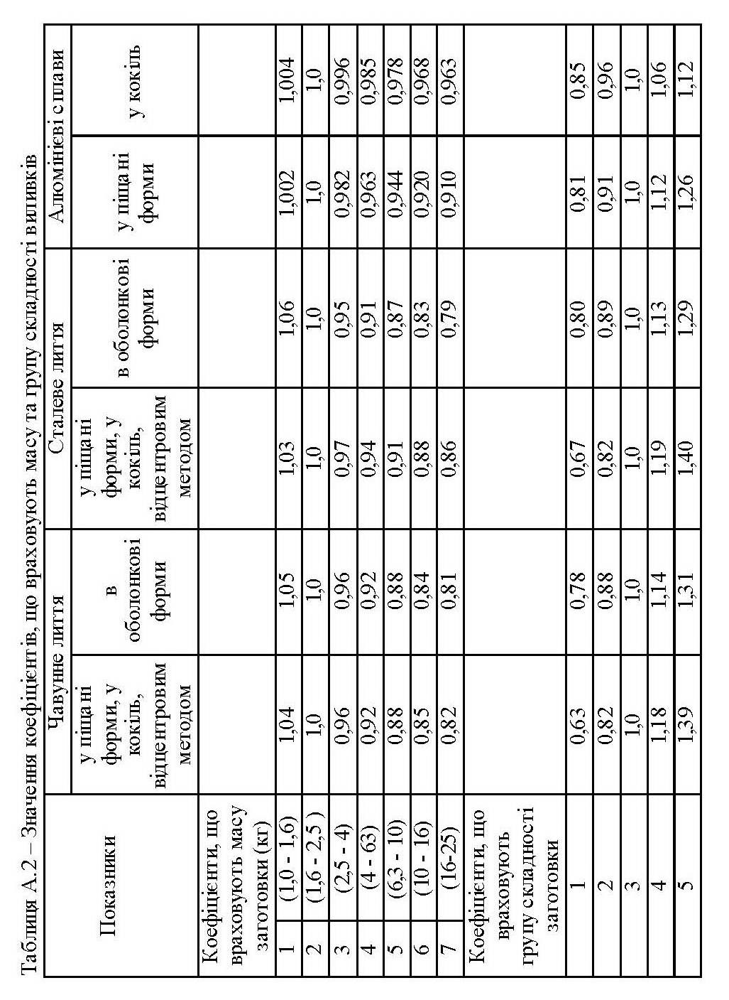 Таблиця А.2 – Значення коефіцієнтів, що враховують масу та групу складності виливків
Показники Чавунне лиття Сталеве лиття Алюмінієві сплави
у піщані форми, у кокіль, відцентровим методом
в оболонкові форми
у піщані форми, у кокіль, відцентровим методом
в оболонкові форми
у піщані форми
у кокіль
Коефіцієнти, що
враховують масу
заготовки (кг)
1 (1,0 - 1,6) 1,04 1,05 1,03 1,06 1,002 1,004
2 (1,6 - 2,5 ) 1,0 1,0 1,0 1,0 1,0 1,0
3 (2,5 - 4) 0,96 0,96 0,97 0,95 0,982 0,996
4 (4 - 63) 0,92 0,92 0,94 0,91 0,963 0,985
5 (6,3 - 10) 0,88 0,88 0,91 0,87 0,944 0,978
6 (10 - 16) 0,85 0,84 0,88 0,83 0,920 0,968
7 (16-25) 0,82 0,81 0,86 0,79 0,910 0,963
Коефіцієнти, що
враховують
групу складності
заготовки
1 0,63 0,78 0,67 0,80 0,81 0,85
2 0,82 0,88 0,82 0,89 0,91 0,96
3 1,0 1,0 1,0 1,0 1,0 1,0
4 1,18 1,14 1,19 1,13 1,12 1,06
5 1,39 1,31 1,40 1,29 1,26 1,12